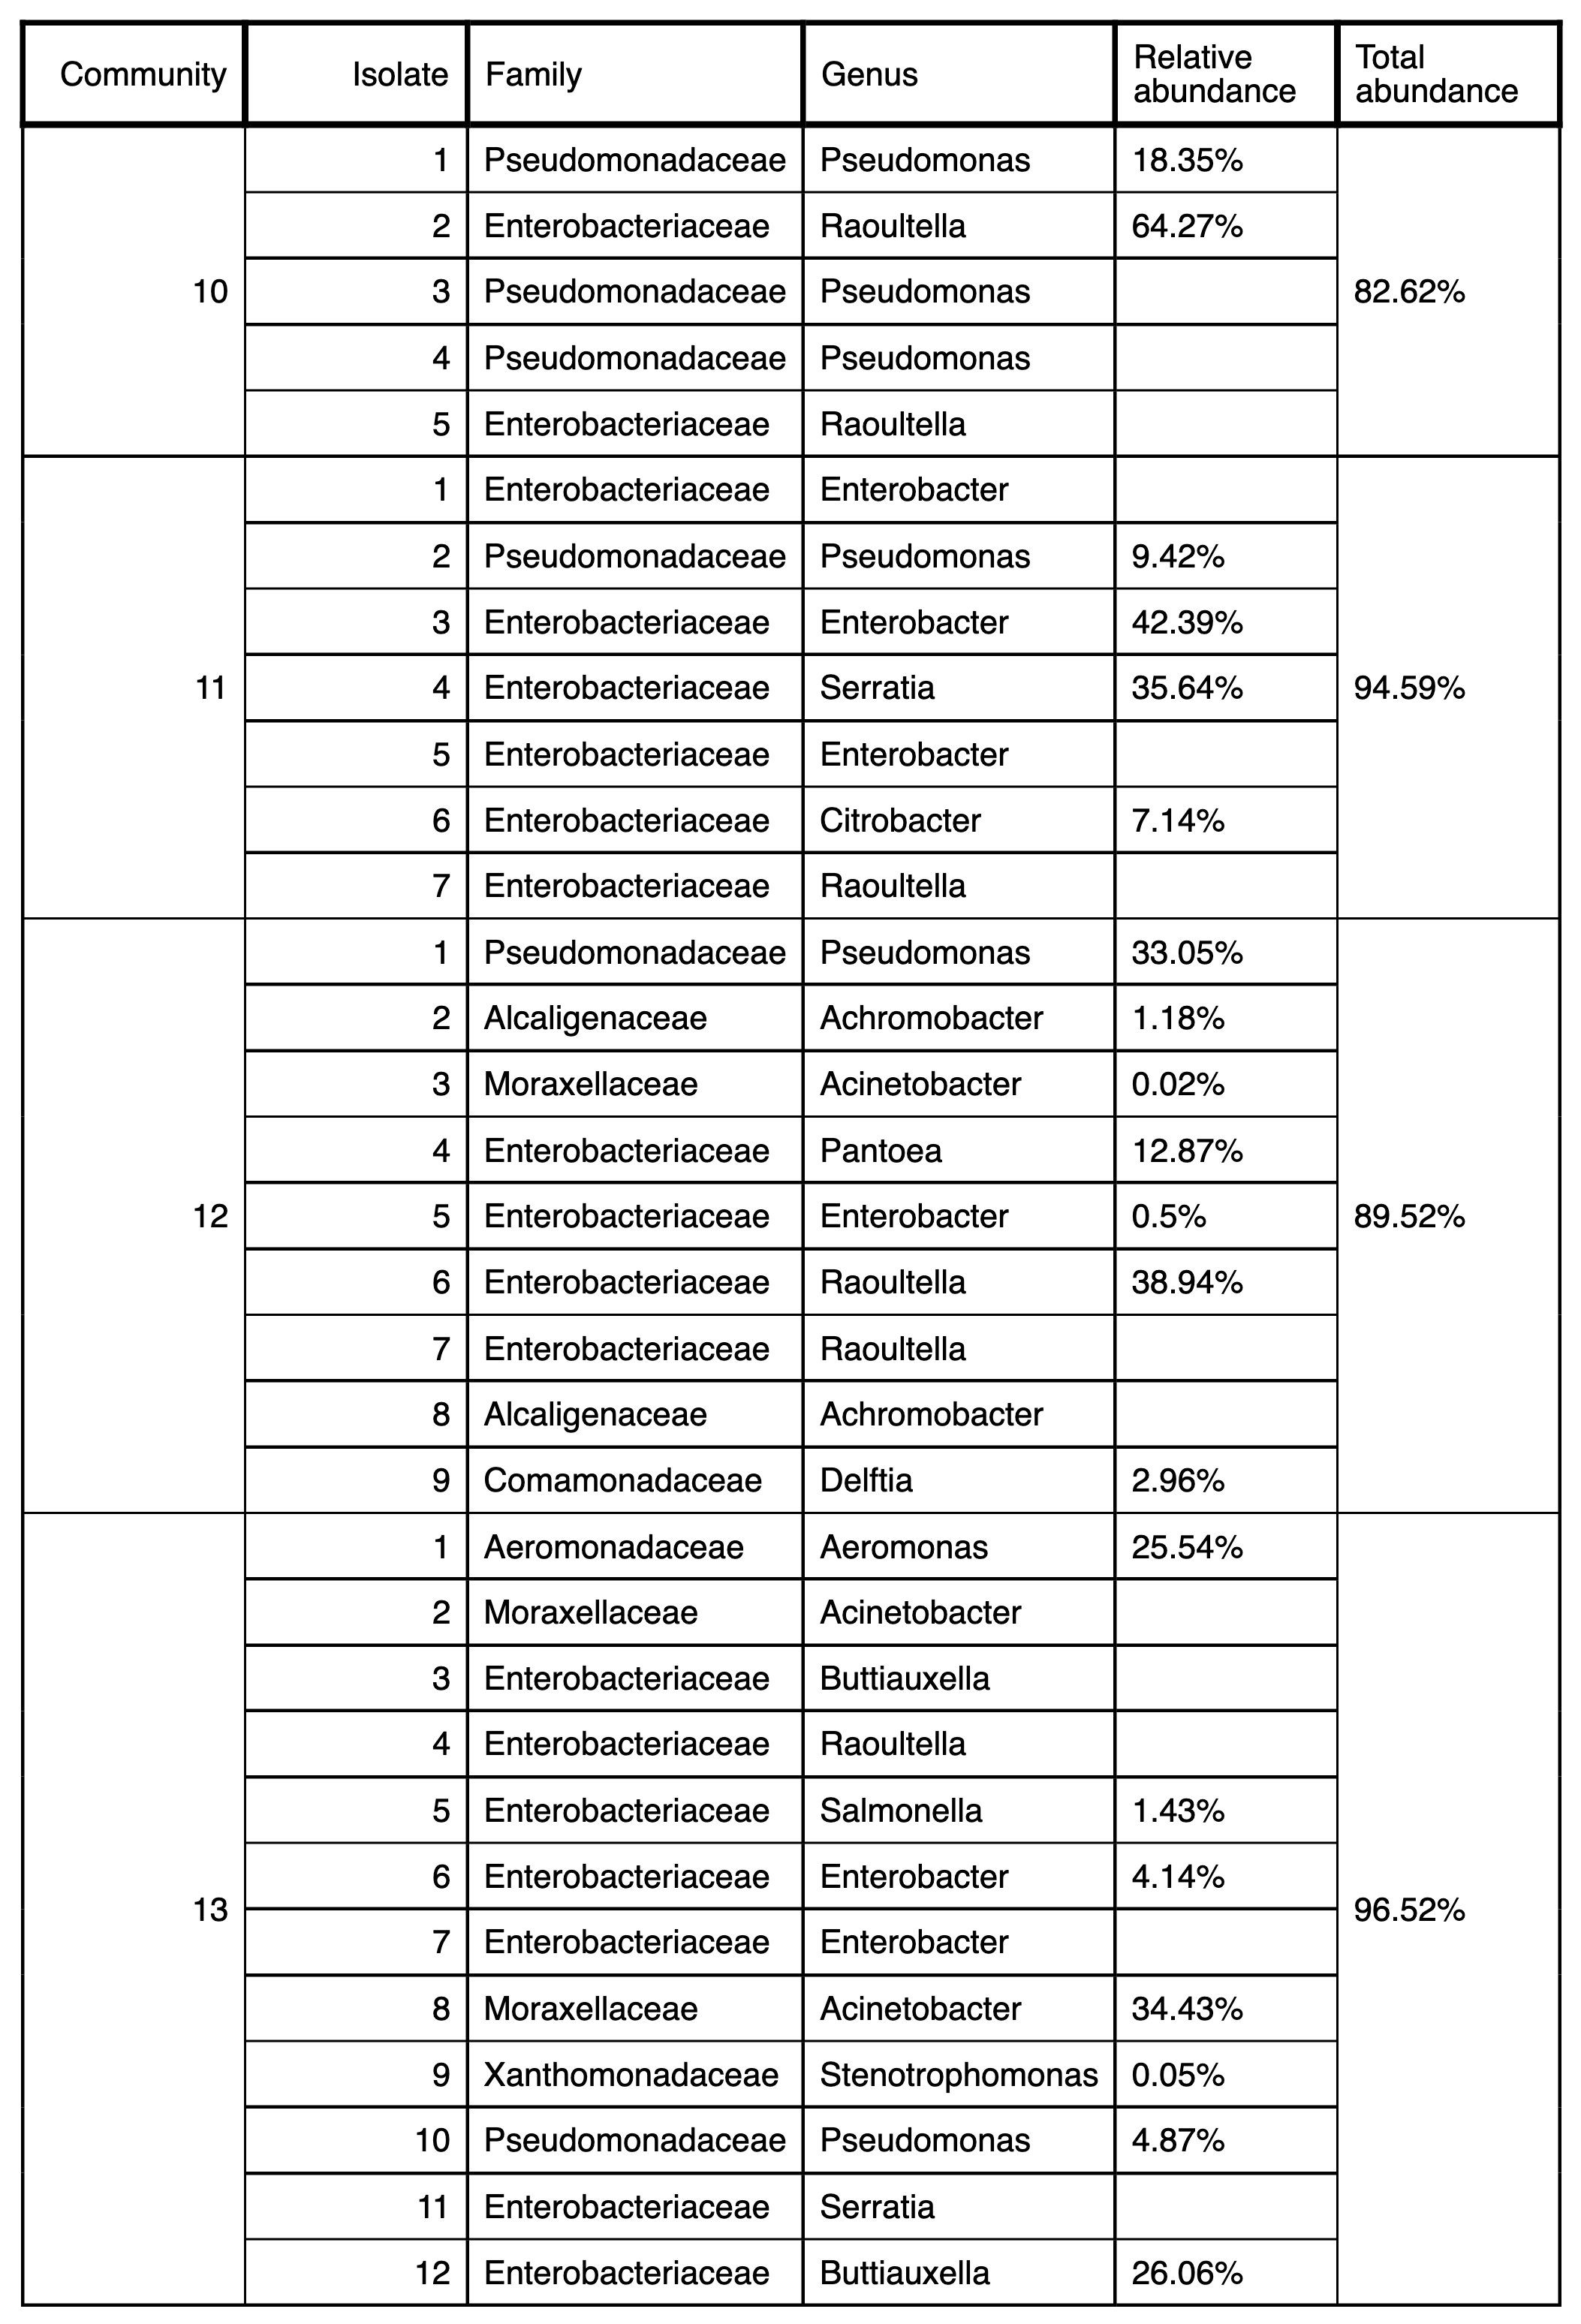 Community Isolate Family Genus Relative abundance Total abundance
1 Pseudomonadaceae Pseudomonas 18.35%
2 Enterobacteriaceae Raoultella 64.27%
10 3 Pseudomonadaceae Pseudomonas 82.62%
4 Pseudomonadaceae Pseudomonas
5 Enterobacteriaceae Raoultella
1 Enterobacteriaceae Enterobacter
2 Pseudomonadaceae Pseudomonas 9.42%
3 Enterobacteriaceae Enterobacter 42.39%
11 4 Enterobacteriaceae Serratia 35.64% 94.59%
5 Enterobacteriaceae Enterobacter
6 Enterobacteriaceae Citrobacter 7.14%
7 Enterobacteriaceae Raoultella
1 Pseudomonadaceae Pseudomonas 33.05%
2 Alcaligenaceae Achromobacter 1.18%
3 Moraxellaceae Acinetobacter 0.02%
4 Enterobacteriaceae Pantoea 12.87%
12 5 Enterobacteriaceae Enterobacter 0.5% 89.52%
6 Enterobacteriaceae Raoultella 38.94%
7 Enterobacteriaceae Raoultella
8 Alcaligenaceae Achromobacter
9 Comamonadaceae Delftia 2.96%
1 Aeromonadaceae Aeromonas 25.54%
2 Moraxellaceae Acinetobacter
3 Enterobacteriaceae Buttiauxella
4 Enterobacteriaceae Raoultella
5 Enterobacteriaceae Salmonella 1.43%
6 Enterobacteriaceae Enterobacter 4.14%
13 96.52%
7 Enterobacteriaceae Enterobacter
8 Moraxellaceae Acinetobacter 34.43%
9 Xanthomonadaceae Stenotrophomonas 0.05%
10 Pseudomonadaceae Pseudomonas 4.87%
11 Enterobacteriaceae Serratia
12 Enterobacteriaceae Buttiauxella 26.06%